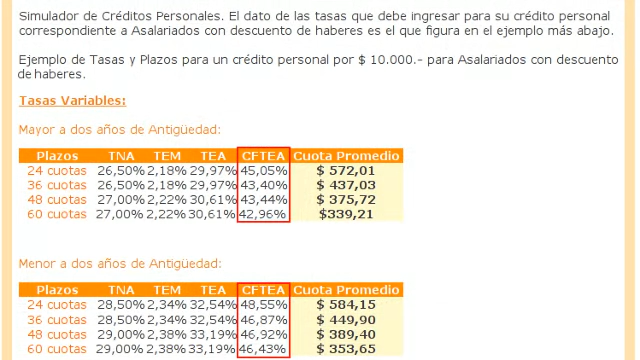 Simulador de Créditos Personales. El dato de las tasas que debe ingresar para su crédito personal
correspondiente a Asalariados con descuento de haberes es el que figura en el ejemplo más abajo.
Ejemplo de Tasas y Plazos para un crédito personal por $ 10.000.- para Asalariados con descuento
de haberes.
Tasas Variables:
Mayor a dos años de Antigüedad:
Plazos TNA TEM TEA CFTEA Cuota Promedio
24 cuotas 26,50% 2,18% 29,97% 45,05% $ 572,01
36 cuotas 26,50% 2,18% 29,97% 43,40% $ 437,03
48 cuotas 27,00% 2,22% 30,61% 43,44% $ 375,72
60 cuotas 27,00% 2,22% 30,61% 42,96% $339,21
Menor a dos años de Antigüedad:
Plazos TNA TEM TEA CFTEA Cuota Promedio
24 cuotas 28,50% 2,34% 32,54% 48,55% $ 584,15
36 cuotas 28,50% 2,34% 32,54% 46,87% $ 449,90
48 cuotas 29,00% 2,38% 33,19% 46,92% $ 389,40
60 cuotas 29,00% 2,38% 33,19% 46,43% $ 353,65